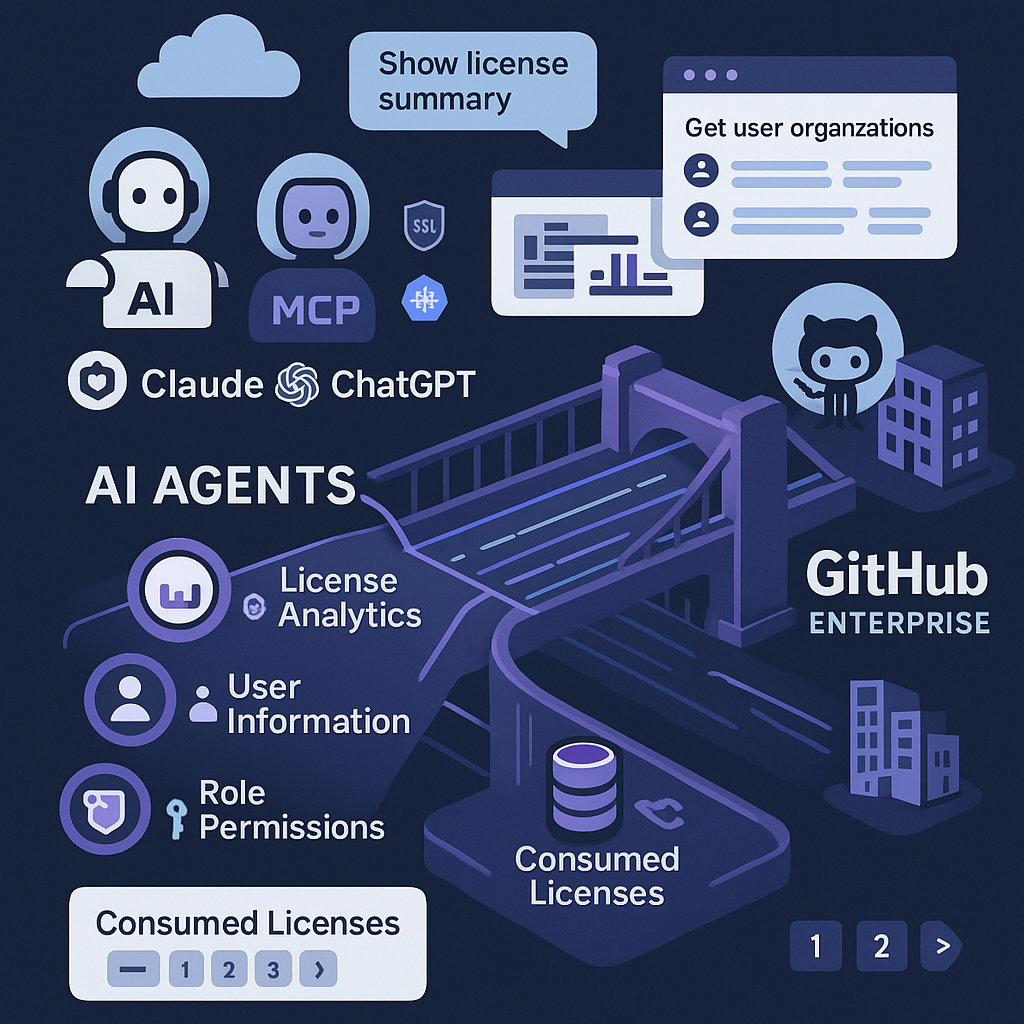 Show license
summary
Get user organzations
SSL
AI
MCP
Claude
ChatGPT
AI AGENTS
License
Analytics
GitHub
ENTERPRISE
User
Information
Role
Permissions
Consumed
Licenses
Consumed Licenses
1 2 3 >
1 2 >